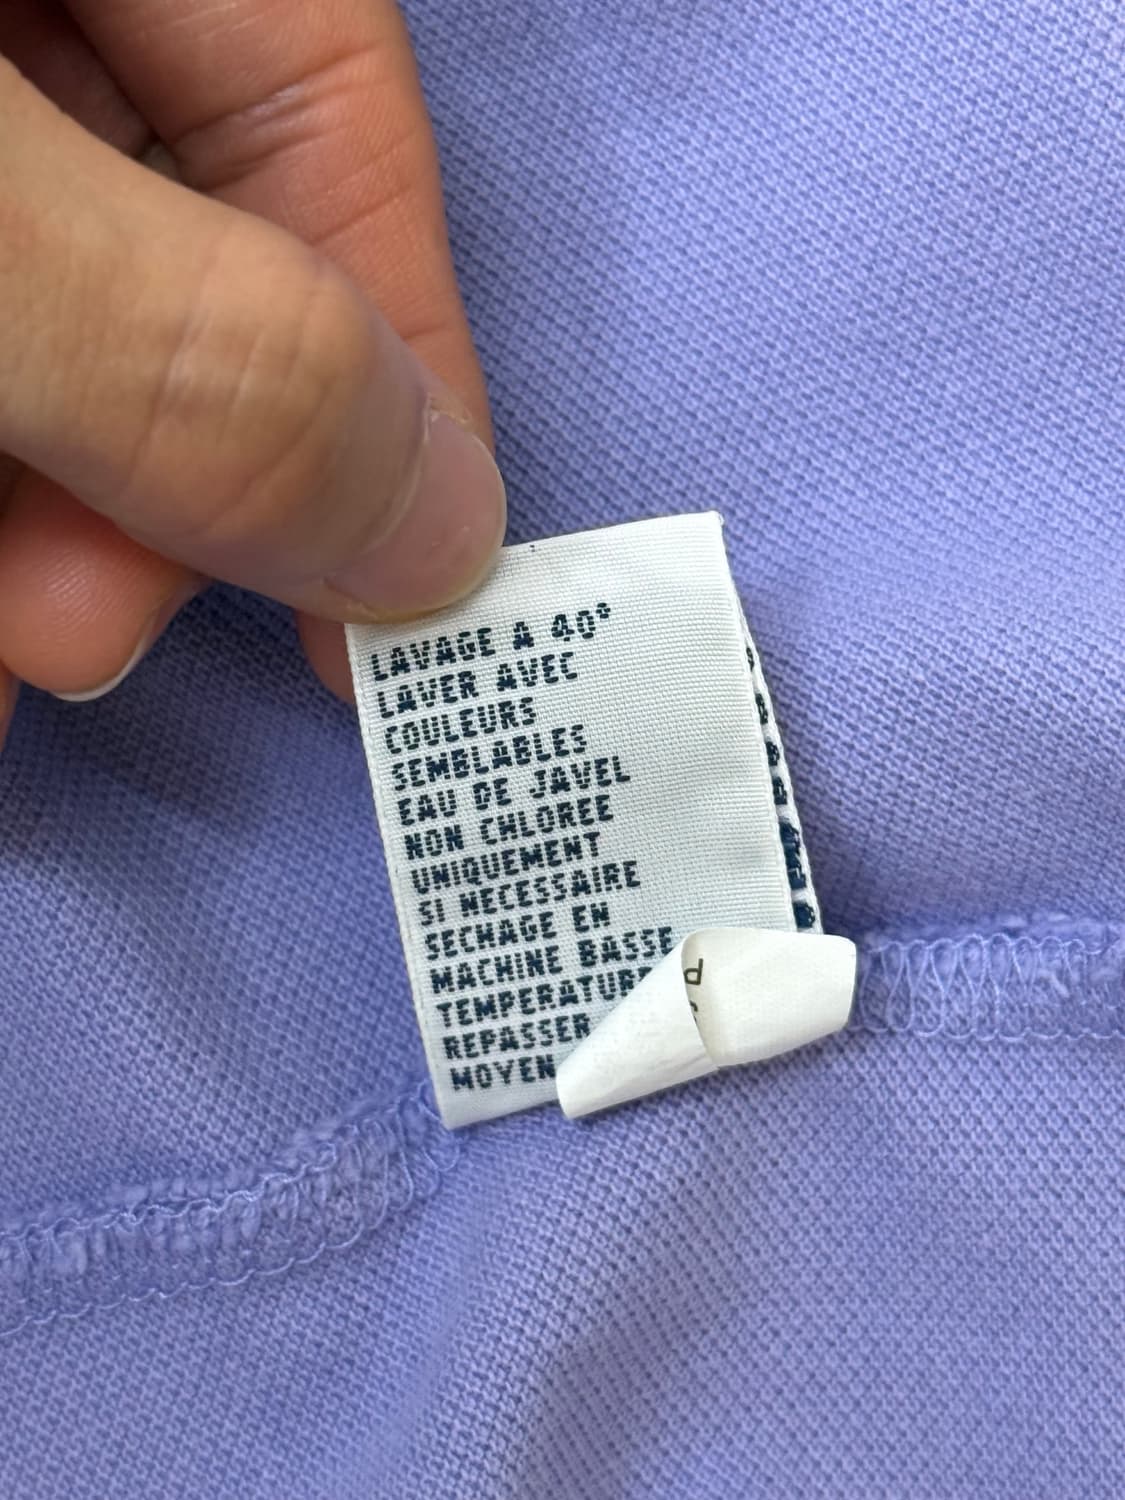 LAVAGE A 40°
LAVER AVEC
COULEURS
SEMBLABLES
EAU DE JAVEL
NON CHLOREE
UNIQUEMENT
SI NECESSAIRE
SECHAGE EN
MACHINE BASSE
TEMPERATURE
REPASSER
MOYEN